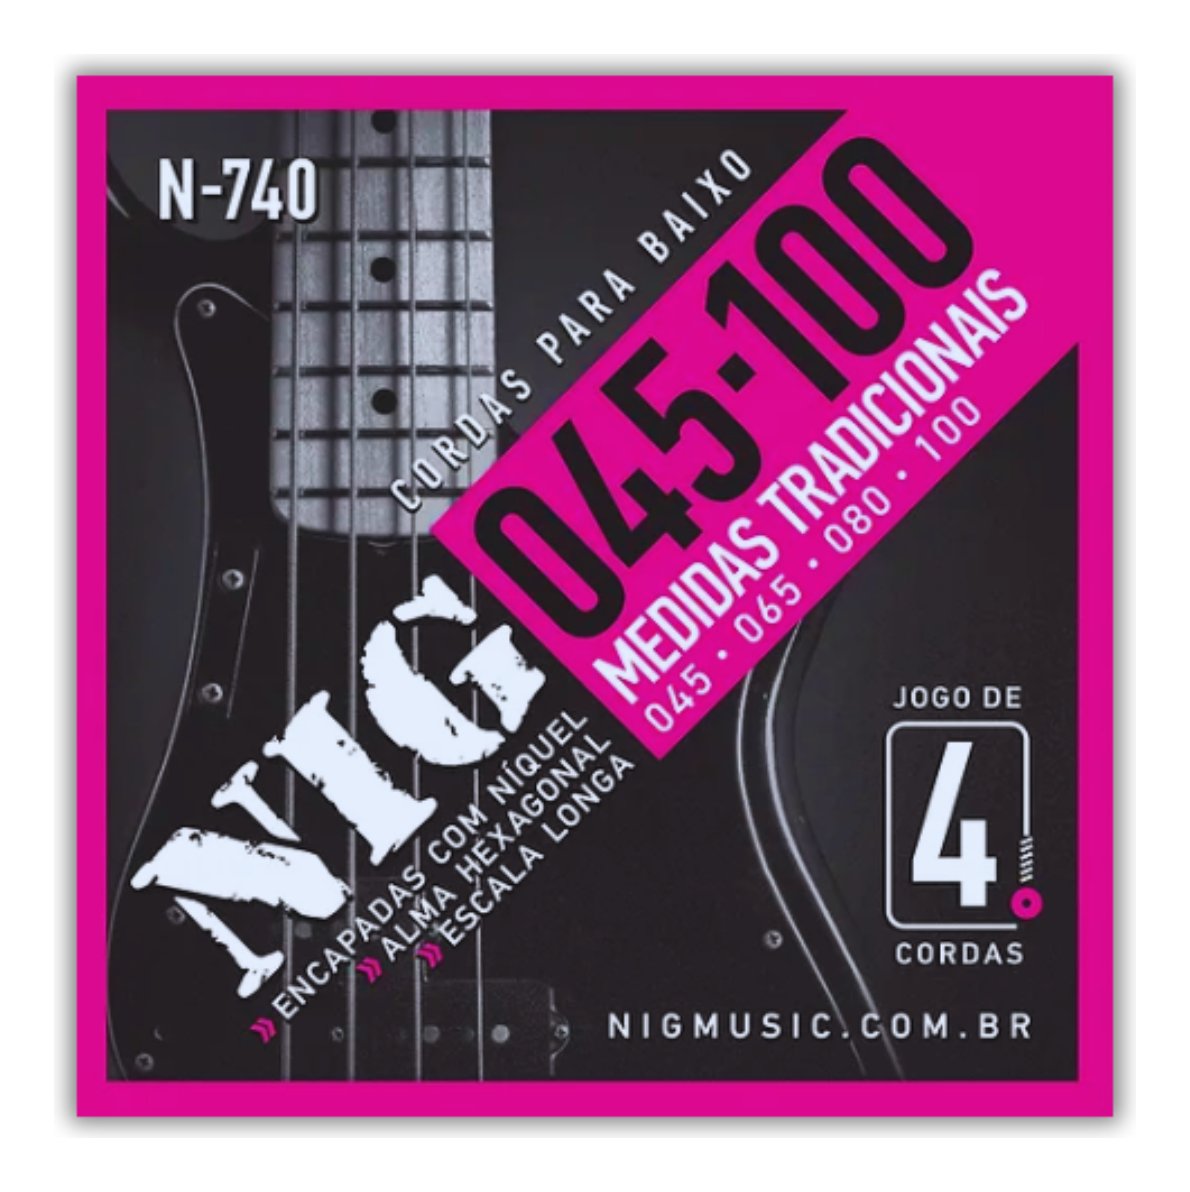 N-740
CORDAS PARA BAIXO
045·100
MEDIDAS TRADICIONAIS
045 · 065 · 080 · 100
NIG
ENCAPADAS COM NÍQUEL
ALMA HEXAGONAL
ESCALA LONGA
JOGO DE
4
CORDAS
NIGMUSIC.COM.BR